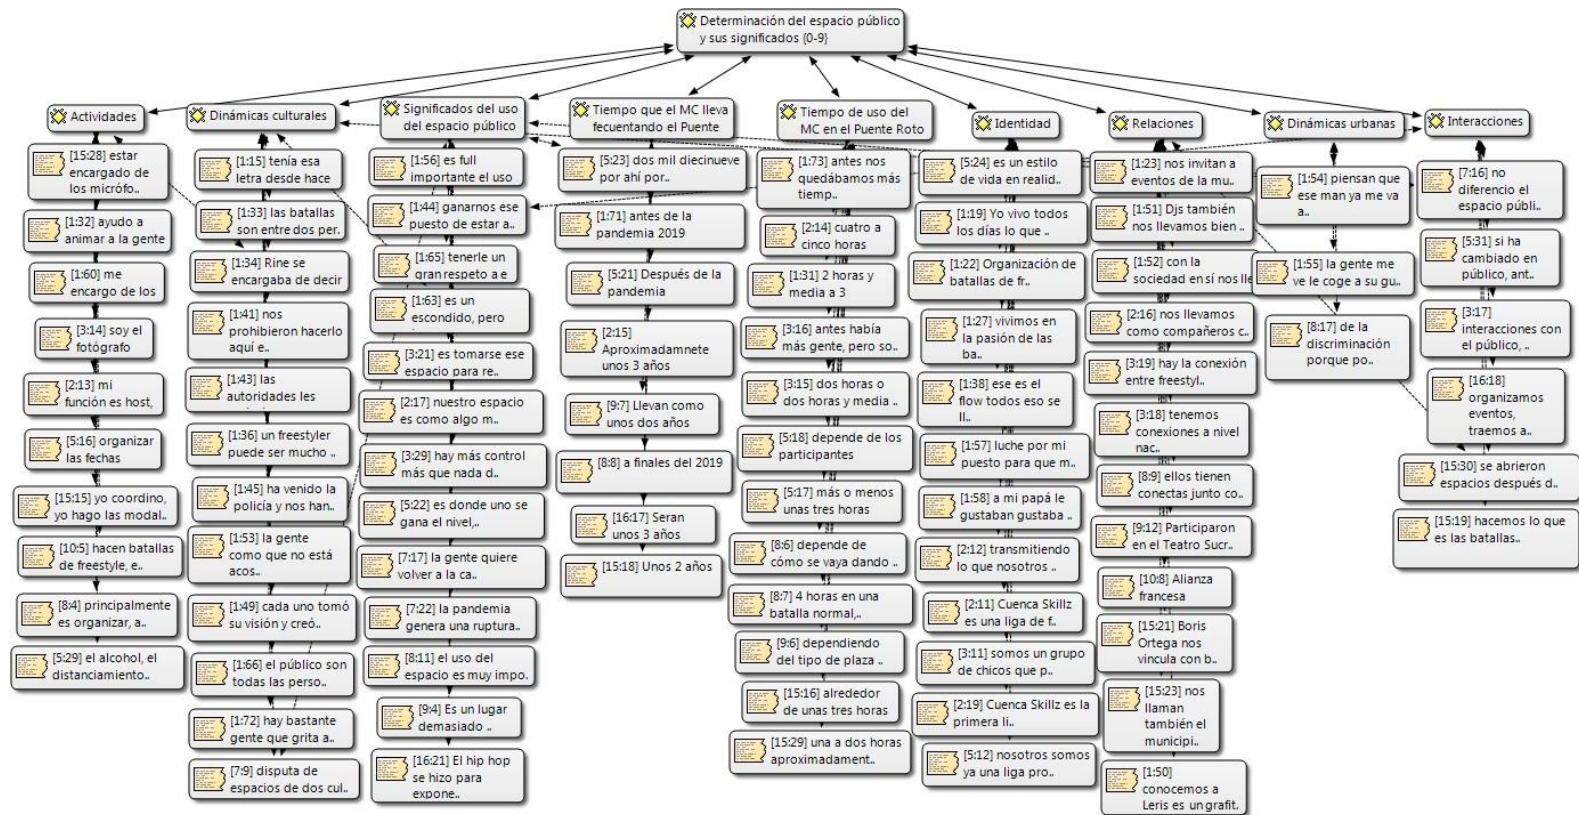 Determinación del espacio público
y sus significados {0-9}
Actividades
[15:28] estar
encargado de
los micrófo..
[1:32] ayudo a
animar a la gente
[1:60] me
encargo de los
[3:14] soy el
fotógrafo
[2:13] mi
función es host,
[5:16] organizar
las fechas
[15:15] yo coordino,
yo hago las modal..
[10:5] hacen batallas
de freestyle, e..
[8:4] principalmente
es organizar, a..
[5:29] el alcohol, el
distanciamiento..
Dinámicas culturales
[1:15] tenía esa
letra desde hace
[1:33] las batallas
son entre dos per.
[1:34] Rine se
encargaba de decir
[1:41] nos
prohibieron hacerlo
aquí e..
[1:43] las
autoridades les
[1:36] un freestyler
puede ser mucho ..
[1:45] ha venido la
policía y nos han..
[1:53] la gente
como que no está
acos..
[1:49] cada uno tomó
su visión y creó..
[1:66] el público son
todas las perso..
[1:72] hay bastante
gente que grita a..
[7:9] disputa de
espacios de dos cul..
Significados del uso
del espacio público
[1:56] es full
importante el uso
[1:44] ganarnos ese
puesto de estar a..
[1:65] tenerle un
gran respeto a e
[1:63] es un
escondido, pero
[3:21] es tomarse ese
espacio para re..
[2:17] nuestro espacio
es como algo m..
[3:29] hay más control
más que nada d..
[5:22] es donde uno se
gana el nivel,..
[7:17] la gente quiere
volver a la ca..
[7:22] la pandemia
genera una ruptura..
[8:11] el uso del
espacio es muy impo.
[9:4] Es un lugar
demasiado ..
[16:21] El hip hop
se hizo para
expone..
Tiempo que el MC lleva
fecuentando el Puente
[5:23] dos mil diecinueve
por ahí por..
[1:71] antes de la
pandemia 2019
[5:21] Después de la
pandemia
[2:15]
Aproximadamnete
unos 3 años
[9:7] Llevan como
unos dos años
[8:8] a finales del 2019
[16:17] Seran
unos 3 años
[15:18] Unos 2 años
Tiempo de uso del
MC en el Puente Roto
[1:73] antes nos
quedábamos más
tiemp..
[2:14] cuatro a
cinco horas
[1:31] 2 horas y
media a 3
[3:16] antes había
más gente, pero so..
[3:15] dos horas o
dos horas y media ..
[5:18] depende de los
participantes
[5:17] más o menos
unas tres horas
[8:6] depende de
cómo se vaya dando ..
[8:7] 4 horas en una
batalla normal,..
[9:6] dependiendo
del tipo de plaza ..
[15:16] alrededor
de unas tres horas
[15:29] una a dos horas
aproximadament..
Identidad
[5:24] es un estilo
de vida en realid..
[1:19] Yo vivo todos
los días lo que ..
[1:22] Organización de
batallas de fr..
[1:27] vivimos en
la pasión de las
ba..
[1:38] ese es el
flow todos eso se
ll..
[1:57] luche por mi
puesto para que m..
[1:58] a mi papá le
gustaban gustaba ..
[2:12] transmitiendo
lo que nosotros ..
[2:11] Cuenca Skillz
es una liga de f..
[3:11] somos un grupo
de chicos que p..
[2:19] Cuenca Skillz es la
primera li..
[5:12] nosotros somos
ya una liga pro..
Relaciones
[1:23] nos invitan a
eventos de la mu..
[1:51] Djs también
nos llevamos bien ..
[1:52] con la
sociedad en sí nos lle
[2:16] nos llevamos
como compañeros c..
[3:19] hay la conexión
entre freestyl..
[3:18] tenemos
conexiones a nivel
nac..
[8:9] ellos tienen
conectas junto co..
[9:12] Participaron
en el Teatro Sucr..
[10:8] Alianza
francesa
[15:21] Boris
Ortega nos
vincula con b..
[15:23] nos
llaman
también el
municipi..
[1:50]
conocemos a
Leris es un grafit.
Dinámicas urbanas
[1:54] piensan que
ese man ya me va
a..
[1:55] la gente me
ve le coge a su gu..
[8:17] de la
discriminación
porque po..
Interacciones
[7:16] no
diferencio el
espacio públi..
[5:31] si ha
cambiado en
público, ant..
[3:17]
interacciones con
el público, ..
[16:18]
organizamos
eventos,
traemos a..
[15:30] se abrieron
espacios después d..
[15:19] hacemos lo que
es las batallas..